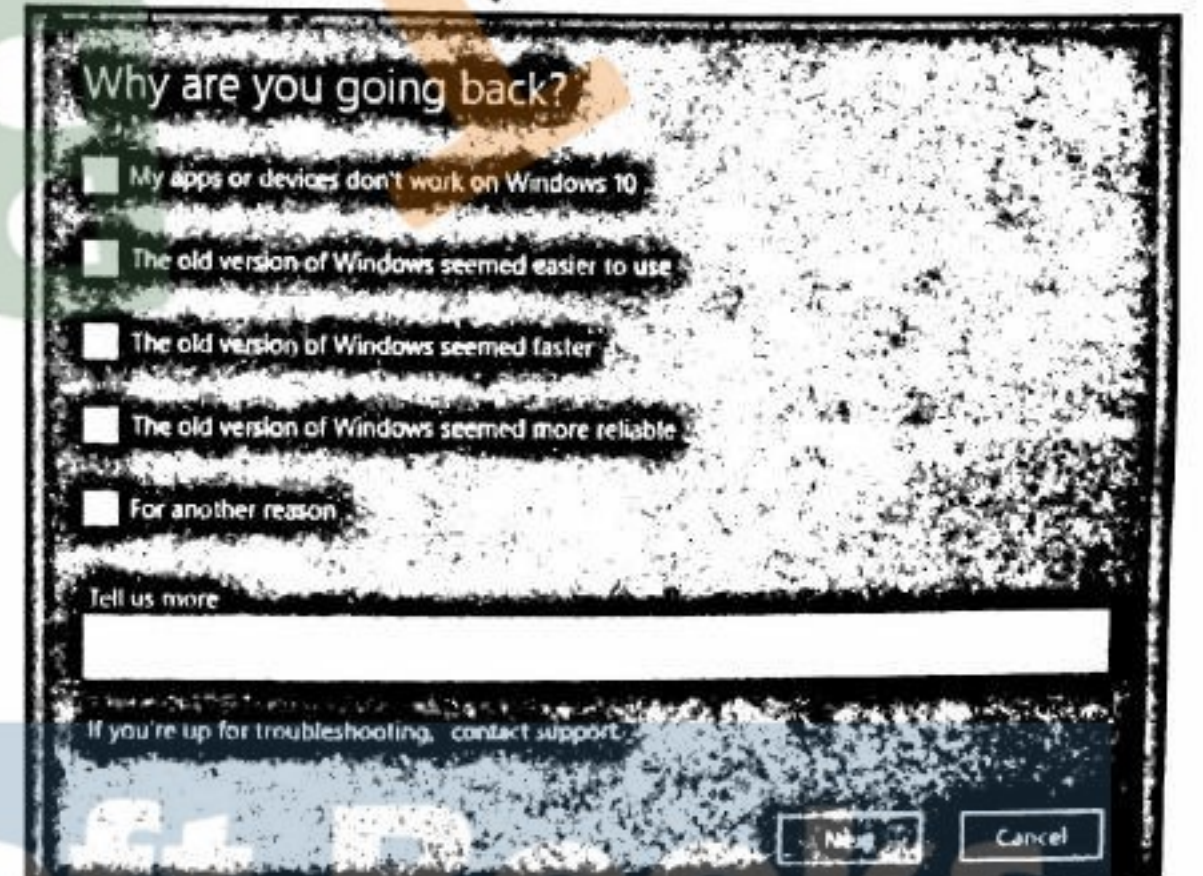 Why are you going back?
My apps or devices don't work on Windows 10
The old version of Windows seemed easier to use
The old version of Windows seemed faster
The old version of Windows seemed more reliable
For another reason
Tell us more
If you're up for troubleshooting, contact support.
Cancel